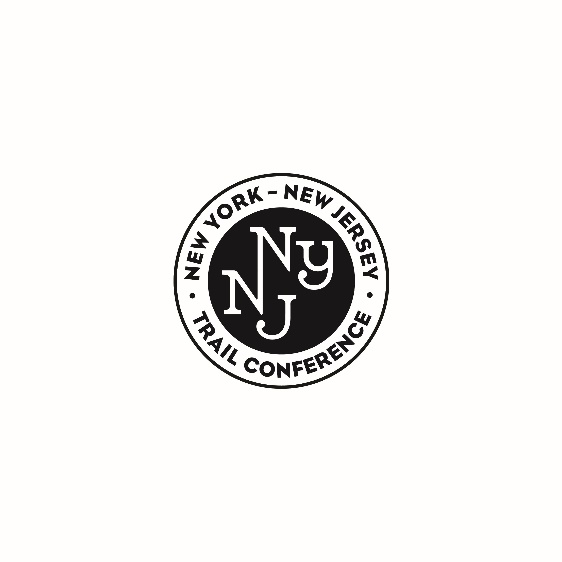 NEW YORK – NEW JERSEY
Ny
NJ
• TRAIL CONFERENCE •